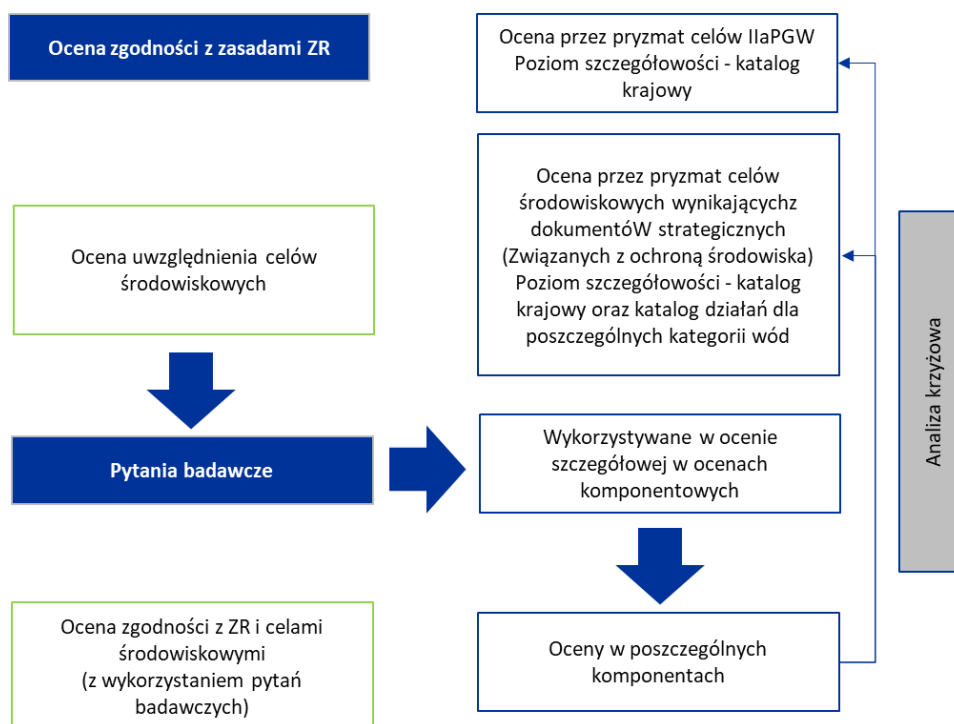 Ocena zgodności z zasadami ZR
Ocena przez pryzmat celów IIaPGW
Poziom szczegółowości - katalog
krajowy
Ocena uwzględnienia celów
środowiskowych
Ocena przez pryzmat celów
środowiskowych wynikającychz
dokumentóW strategicznych
(Związanych z ochroną środowiska)
Poziom szczegółowości - katalog
krajowy oraz katalog działań dla
poszczególnych kategorii wód
Analiza krzyżowa
Pytania badawcze
Wykorzystywane w ocenie
szczegółowej w ocenach
komponentowych
Ocena zgodności z ZR i celami
środowiskowymi
(z wykorzystaniem pytań
badawczych)
Oceny w poszczególnych
komponentach